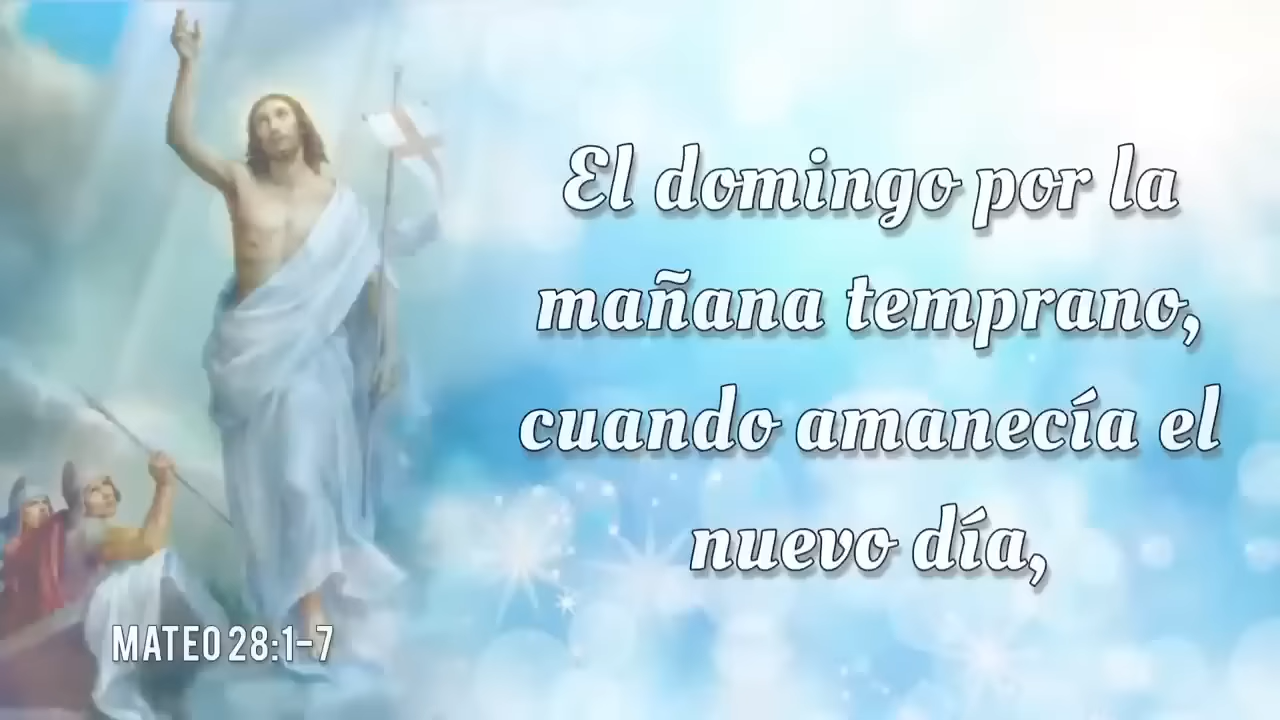 El domingo por la
mañana temprano,
cuando amanecía el
nuevo día,
MATEO 28:1-7